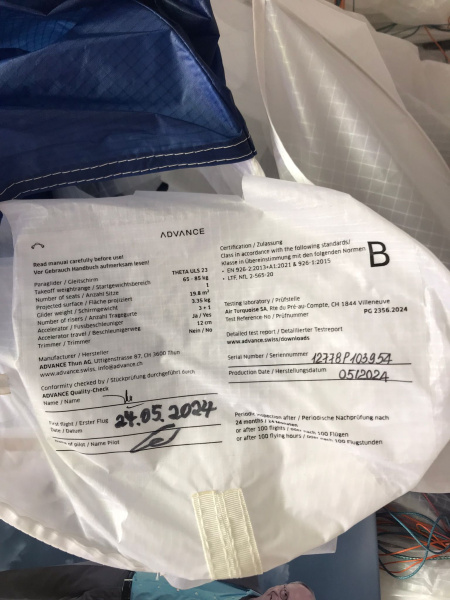 ADVANCE
Read manual carefully before use!
Vor Gebrauch Handbuch aufmerksam lesen!
Paraglider / Gleitschirm THETA ULS 23
Takeoff weightrange / Startgewichtsbereich 65 - 85 kg
Number of seats / Anzahl Sitze 1
Projected surface / Fläche projiziert 19.8 m²
Glider weight / Schirmgewicht 3.35 kg
Number of risers / Anzahl Tragegurte 3 + 1
Accelerator / Fussbeschleuniger Ja / Yes
Accelerator travel / Beschleunigerweg 12 cm
Trimmer / Trimmer Nein / No
Manufacturer / Hersteller
ADVANCE Thun AG, Uttigenstrasse 87, CH 3600 Thun
www.advance.swiss, info@advance.ch
Conformity checked by / Stückprüfung durchgeführt durch
ADVANCE Quality-Check
Name / Name
First flight / Erster Flug
Date / Datum 24.05.2024
of pilot / Name Pilot
Certification / Zulassung
Class in accordance with the following standards/
Klasse in Übereinstimmung mit den folgenden Normen
• EN 926-2:2013+A1:2021 & 926-1:2015
• LTF, NfL 2-565-20
B
Testing laboratory / Prüfstelle
Air Turquoise SA, Rte du Pré-au-Compte, CH 1844 Villeneuve
Test Reference No / Prüfnummer PG 2356.2024
Detailed test report / Detaillierter Testreport
www.advance.swiss/downloads
Serial Number / Seriennummer 12778P103954
Production Date / Herstellungsdatum 05/2024
Periodic inspection after / Periodische Nachprüfung nach
24 months / 24 Monaten
or after 100 flights / oder nach 100 Flügen
or after 100 flying hours / oder nach 100 Flugstunden